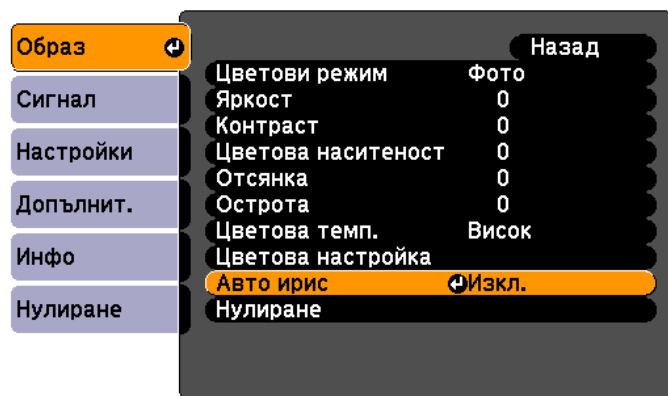 Образ
Сигнал
Настройки
Допълнит.
Инфо
Нулиране
Назад
Цветови режим Фото
Яркост 0
Контраст 0
Цветова наситеност 0
Отсянка 0
Острота 0
Цветова темп. Висок
Цветова настройка
Авто ирис Изкл.
Нулиране